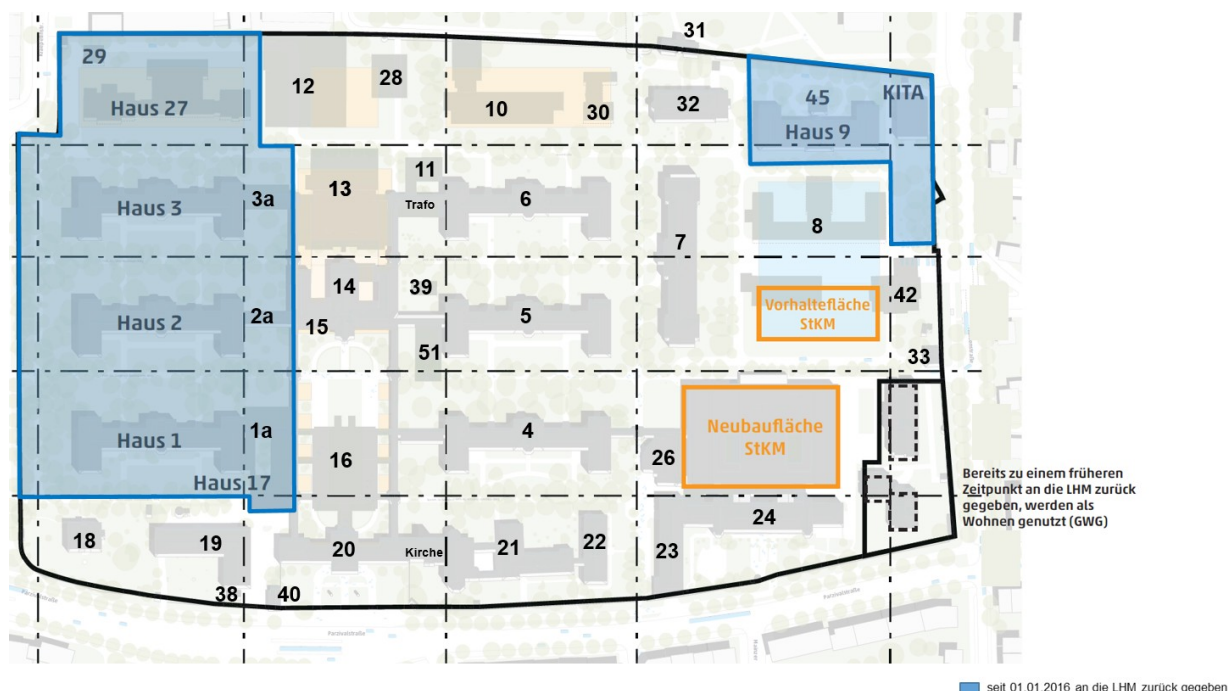 31
29
12
28
10
30
32
45
KITA
Haus 27
Haus 9
11
13
Haus 3
3a
Trafo
6
7
8
14
39
42
Vorhaltefläche
StKM
Haus 2
2a
15
5
51
33
Haus 1
1a
4
Neubaufläche
StKM
16
26
Haus 17
Bereits zu einem früheren
Zeitpunkt an die LHM zurück
gegeben, werden als
Wohnen genutzt (GWG)
18
19
20
Kirche
21
22
23
24
38
40
Parzivalstraße
Parzivalstraße
Parzivalstraße
seit 01.01.2016 an die LHM zurück gegeben